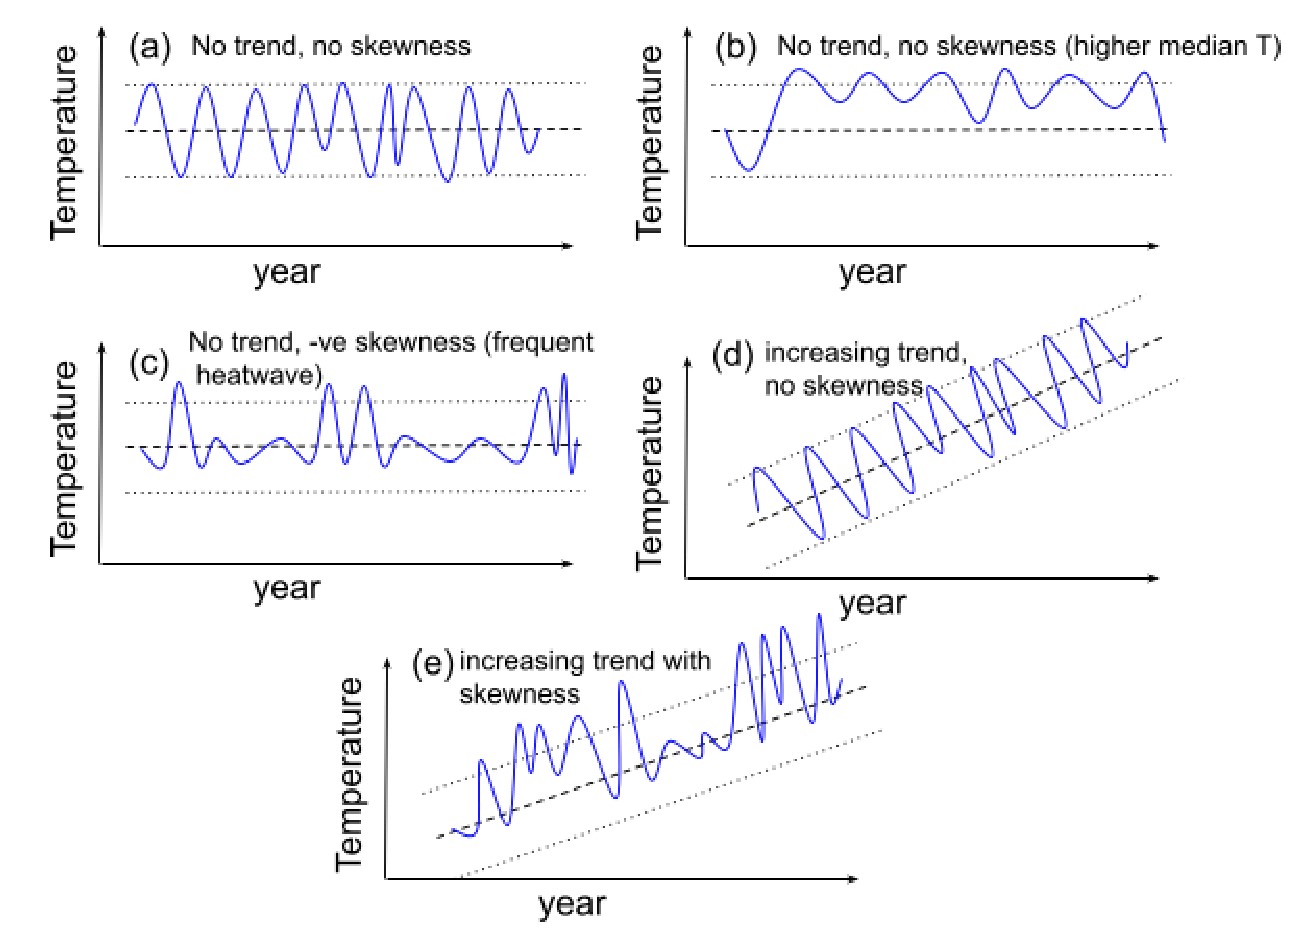 (a) No trend, no skewness
Temperature
year
(b) No trend, no skewness (higher median T)
Temperature
year
(c) No trend, -ve skewness (frequent
heatwave)
Temperature
year
(d) increasing trend,
no skewness
Temperature
year
(e) increasing trend with
skewness
Temperature
year